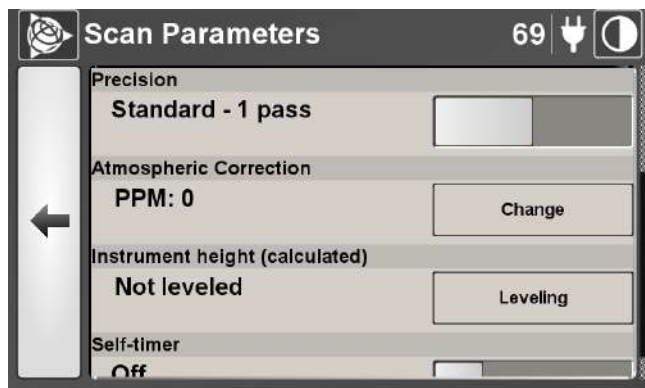 Scan Parameters 69
Precision
Standard - 1 pass
Atmospheric Correction
PPM: 0
Change
Instrument height (calculated)
Not leveled
Leveling
Self-timer
Off